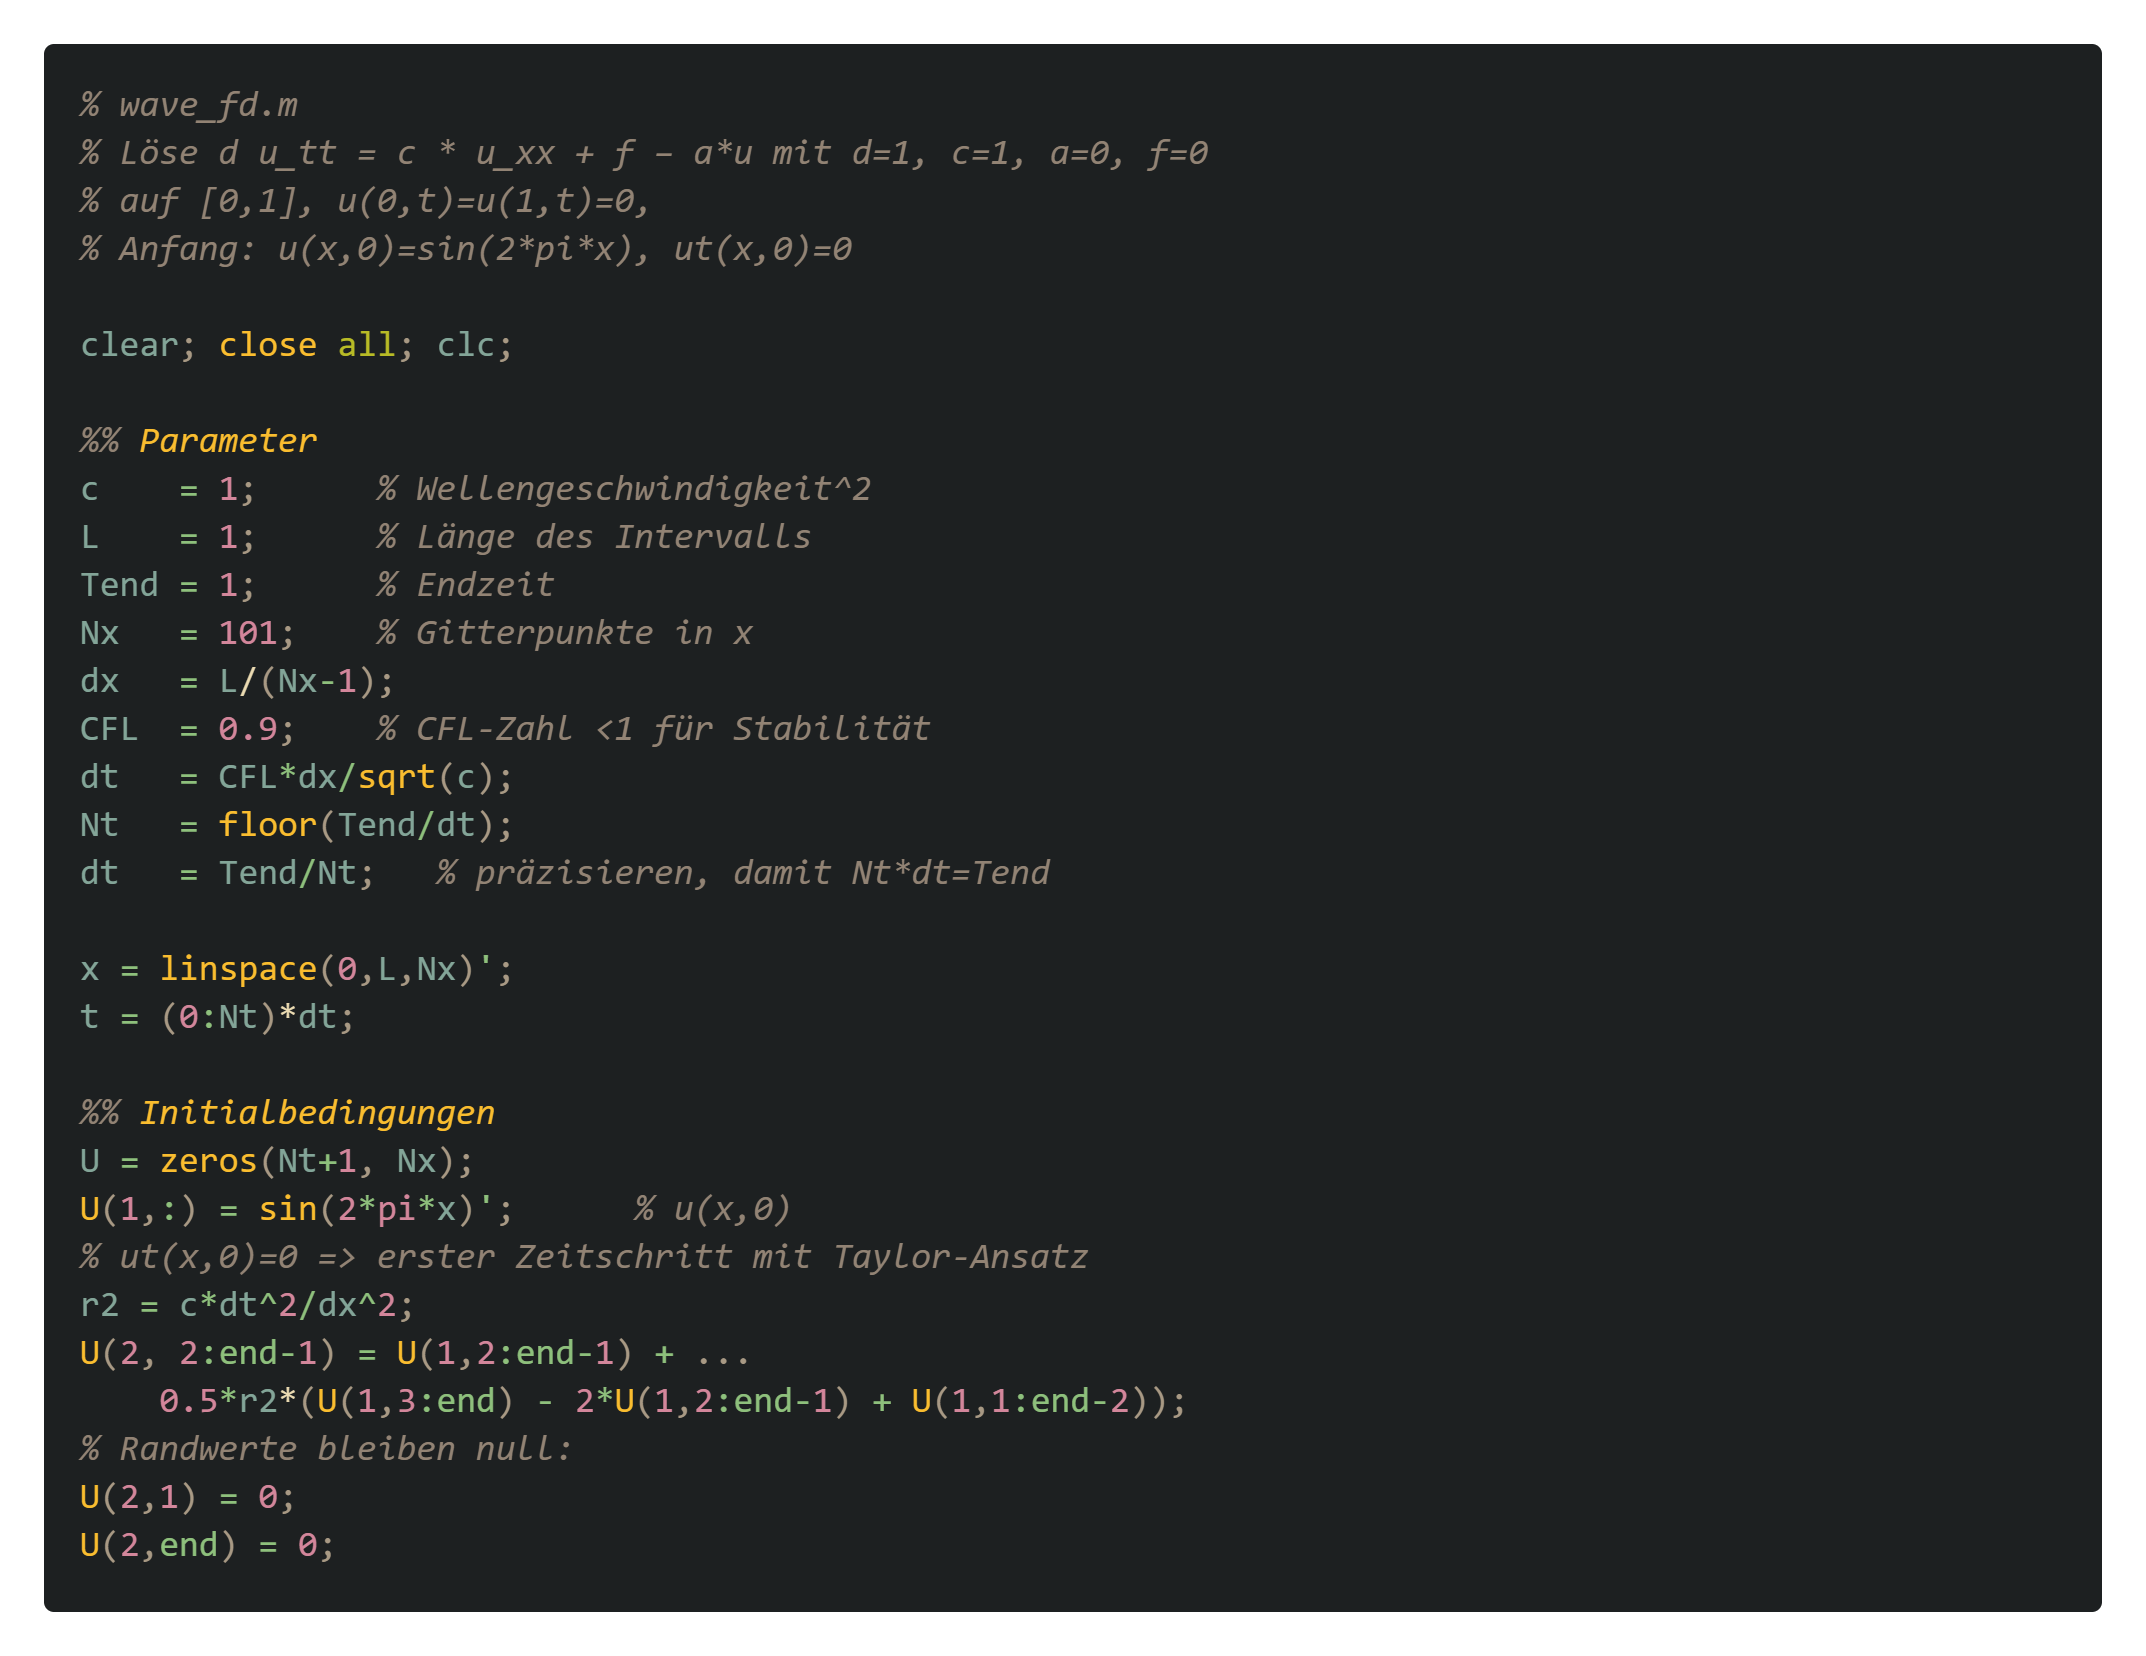 % wave_fd.m
% Löse d u_tt = c * u_xx + f – a*u mit d=1, c=1, a=0, f=0
% auf [0,1], u(0,t)=u(1,t)=0,
% Anfang: u(x,0)=sin(2*pi*x), ut(x,0)=0

clear; close all; clc;

%% Parameter
c    = 1;      % Wellengeschwindigkeit^2
L    = 1;      % Länge des Intervalls
Tend = 1;      % Endzeit
Nx   = 101;    % Gitterpunkte in x
dx   = L/(Nx-1);
CFL  = 0.9;    % CFL-Zahl <1 für Stabilität
dt   = CFL*dx/sqrt(c);
Nt   = floor(Tend/dt);
dt   = Tend/Nt;   % präzisieren, damit Nt*dt=Tend

x = linspace(0,L,Nx)';
t = (0:Nt)*dt;

%% Initialbedingungen
U = zeros(Nt+1, Nx);
U(1,:) = sin(2*pi*x)';      % u(x,0)
% ut(x,0)=0 => erster Zeitschritt mit Taylor-Ansatz
r2 = c*dt^2/dx^2;
U(2, 2:end-1) = U(1,2:end-1) + ...
    0.5*r2*(U(1,3:end) - 2*U(1,2:end-1) + U(1,1:end-2));
% Randwerte bleiben null:
U(2,1) = 0;
U(2,end) = 0;